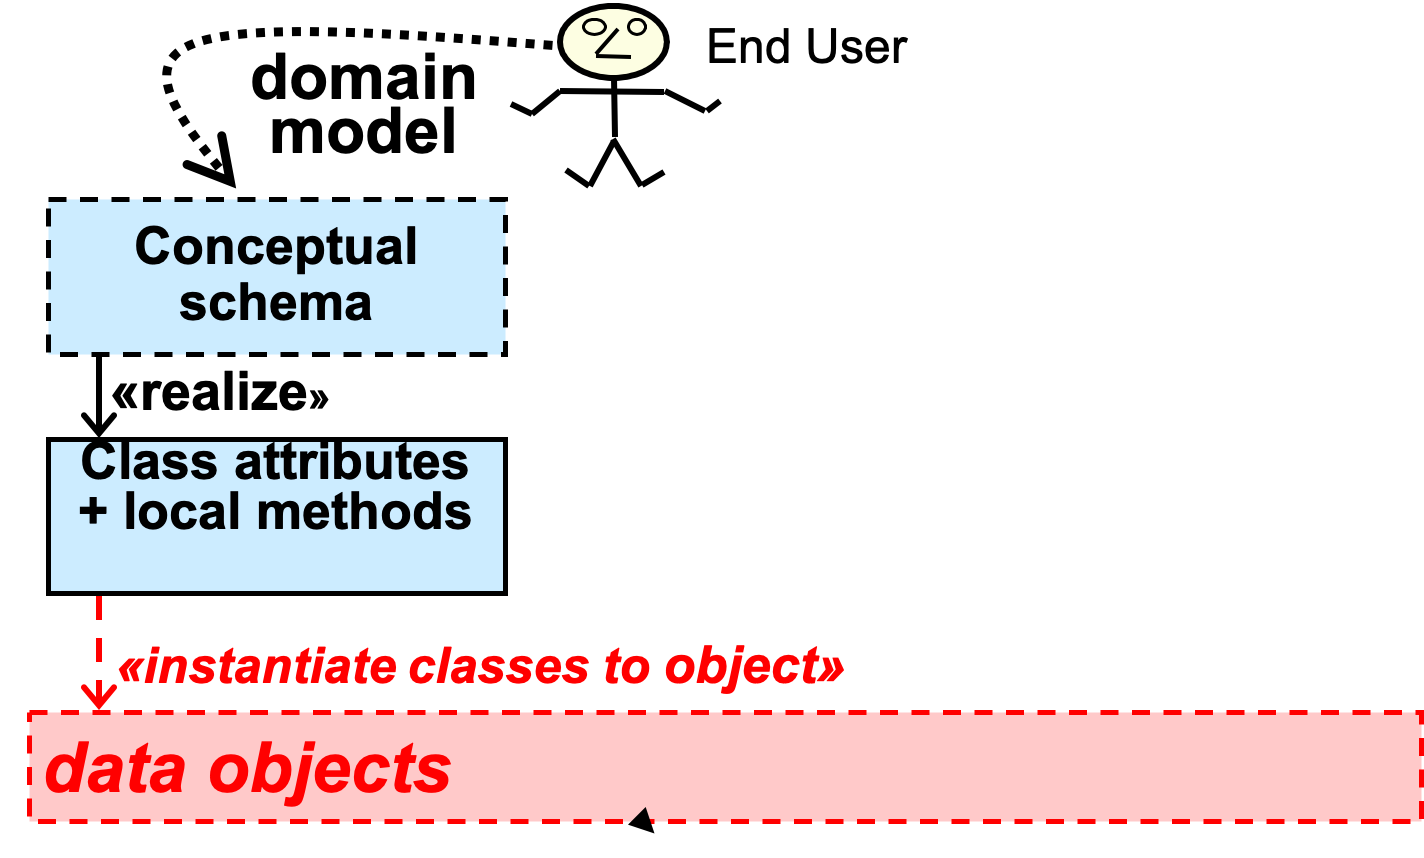 End User
domain
model
Conceptual
schema
«realize»
Class attributes
+ local methods
«instantiate classes to object»
data objects